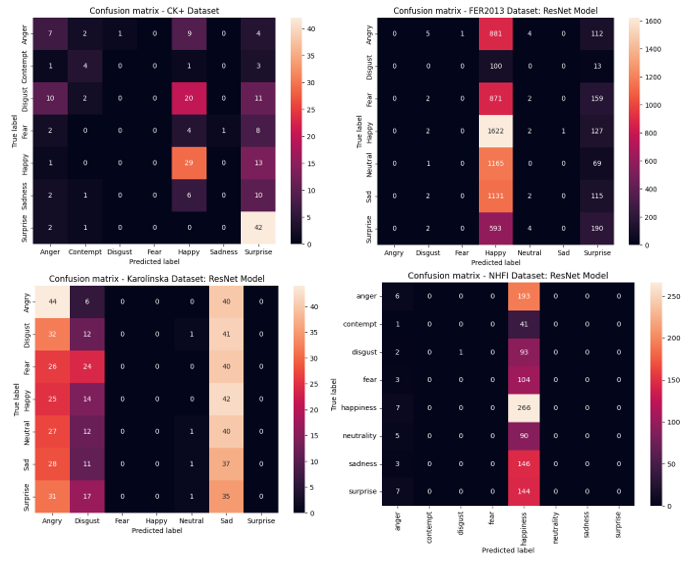 Confusion matrix - CK+ Dataset
True label
Anger 7 2 1 0 9 0 4
Contempt 1 4 0 0 1 0 3
Disgust 10 2 0 0 20 0 11
Fear 2 0 0 0 4 1 8
Happy 1 0 0 0 29 0 13
Sadness 2 1 0 0 6 0 10
Surprise 2 1 0 0 0 0 42
Anger Contempt Disgust Fear Happy Sadness Surprise
Predicted label
40
35
30
25
20
15
10
5
0
Confusion matrix - FER2013 Dataset: ResNet Model
True label
Angry 0 5 1 881 4 0 112
Disgust 0 0 0 100 0 0 13
Fear 0 2 0 871 2 0 159
Happy 0 2 0 1622 2 1 127
Neutral 0 1 0 1165 0 0 69
Sad 0 2 0 1131 2 0 115
Surprise 0 2 0 593 4 0 190
Angry Disgust Fear Happy Neutral Sad Surprise
Predicted label
1600
1400
1200
1000
800
600
400
200
0
Confusion matrix - Karolinska Dataset: ResNet Model
True label
Angry 44 6 0 0 0 40 0
Disgust 32 12 0 0 1 41 0
Fear 26 24 0 0 0 40 0
Happy 25 14 0 0 0 42 0
Neutral 27 12 0 0 1 40 0
Sad 28 11 0 0 1 37 0
Surprise 31 17 0 0 1 35 0
Angry Disgust Fear Happy Neutral Sad Surprise
Predicted label
40
35
30
25
20
15
10
5
0
Confusion matrix - NHFI Dataset: ResNet Model
True label
anger 6 0 0 0 193 0 0 0
contempt 1 0 0 0 41 0 0 0
disgust 2 0 1 0 93 0 0 0
fear 3 0 0 0 104 0 0 0
happiness 7 0 0 0 266 0 0 0
neutrality 5 0 0 0 90 0 0 0
sadness 3 0 0 0 146 0 0 0
surprise 7 0 0 0 144 0 0 0
anger contempt disgust fear happiness neutrality sadness surprise
Predicted label
250
200
150
100
50
0